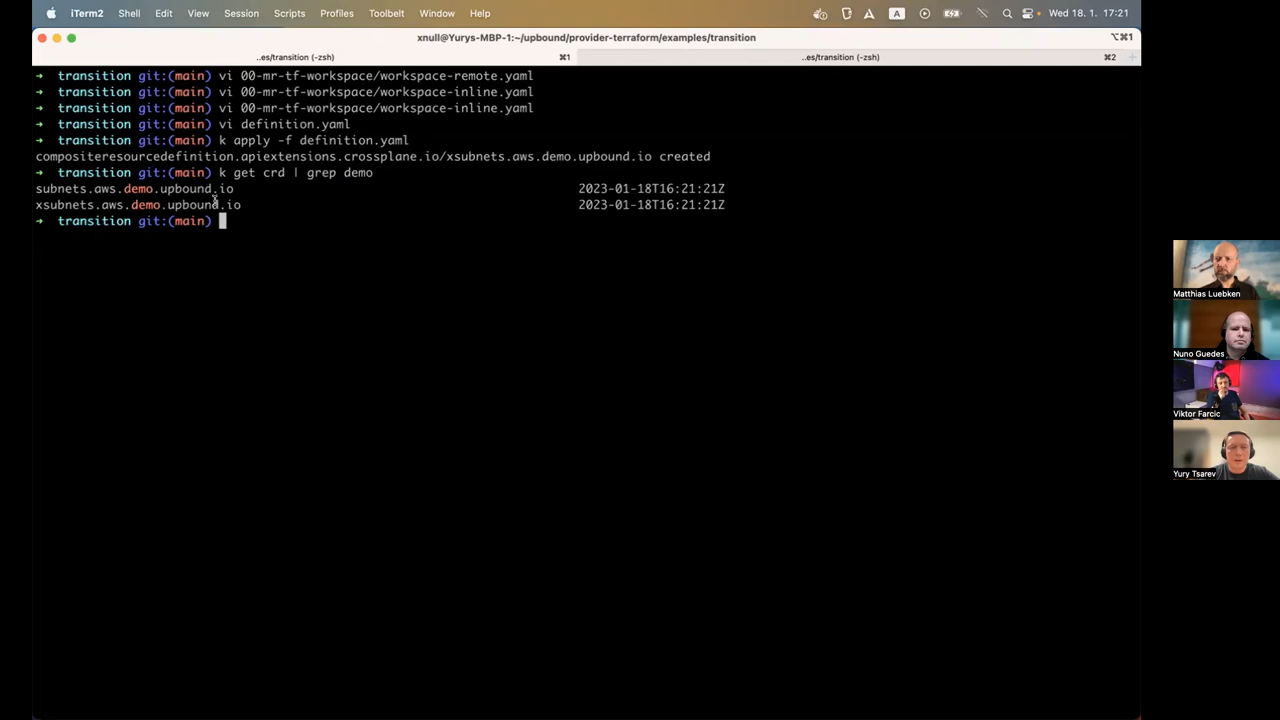 iTerm2 Shell Edit View Session Scripts Profiles Toolbelt Window Help A Wed 18. 1. 17:21
xnull@Yurys-MBP-1:~/upbound/provider-terraform/examples/transition ⌥⌘1
..es/transition (-zsh) ⌘1 ..es/transition (-zsh) ⌘2
→ transition git:(main) vi 00-mr-tf-workspace/workspace-remote.yaml
→ transition git:(main) vi 00-mr-tf-workspace/workspace-inline.yaml
→ transition git:(main) vi 00-mr-tf-workspace/workspace-inline.yaml
→ transition git:(main) vi definition.yaml
→ transition git:(main) k apply -f definition.yaml
compositeresourcedefinition.apiextensions.crossplane.io/xsubnets.aws.demo.upbound.io created
→ transition git:(main) k get crd | grep demo
subnets.aws.demo.upbound.io 2023-01-18T16:21:21Z
xsubnets.aws.demo.upbound.io 2023-01-18T16:21:21Z
→ transition git:(main)
Matthias Luebken
Nuno Guedes
Viktor Farcic
Yury Tsarev